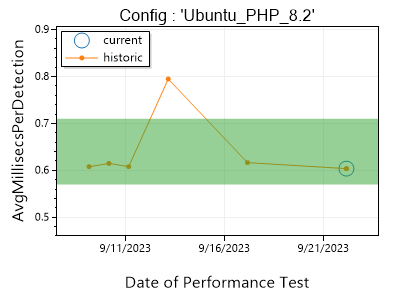 Config : 'Ubuntu_PHP_8.2'
0.9
current
historic
0.8
0.7
0.6
0.5
AvgMillisecsPerDetection
9/11/2023 9/16/2023 9/21/2023
Date of Performance Test